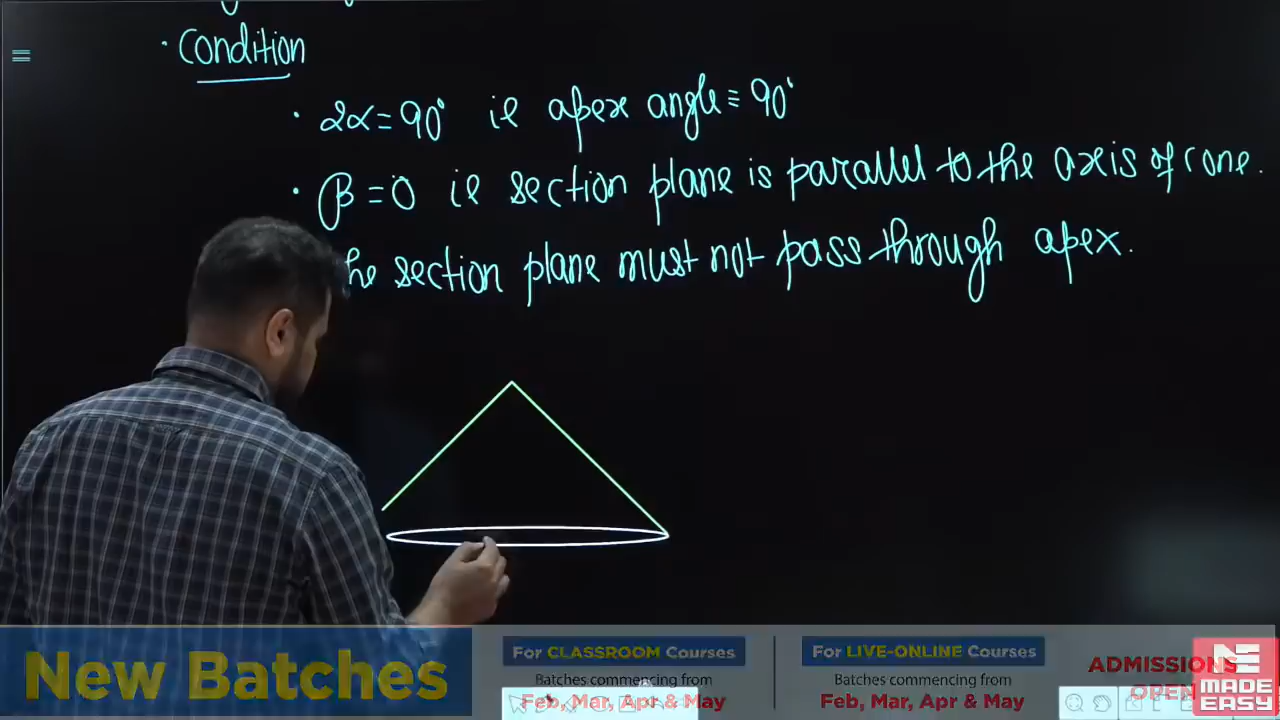 · Condition
· 2α = 90° ie apex angle = 90°
· β = 0 ie section plane is parallel to the axis of cone.
he section plane must not pass through apex.
New Batches
For CLASSROOM Courses
Batches commencing from
Feb, Mar, Apr & May
For LIVE-ONLINE Courses
Batches commencing from
Feb, Mar, Apr & May
ADMISSIONS
OPEN
MADE
EASY